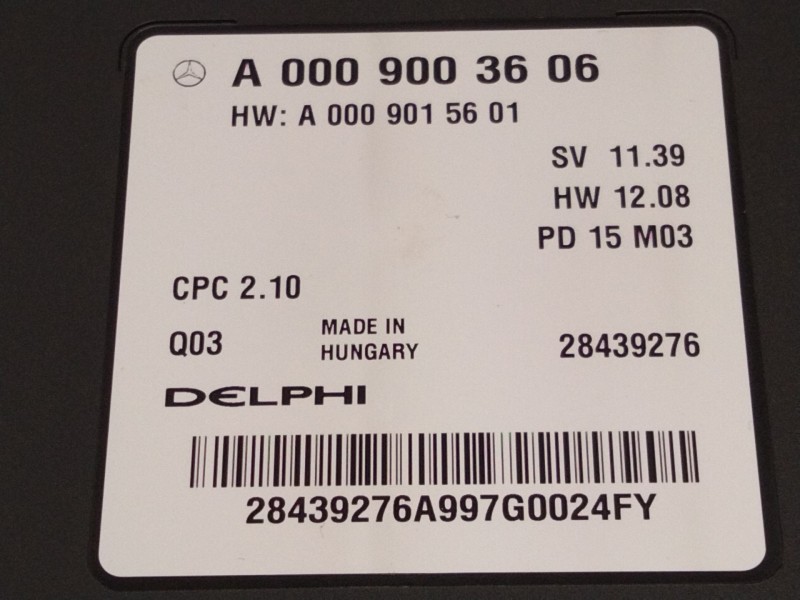 A 000 900 36 06
HW: A 000 901 56 01
SV 11.39
HW 12.08
PD 15 M03
CPC 2.10
Q03
MADE IN
HUNGARY
28439276
DELPHI
28439276A997G0024FY